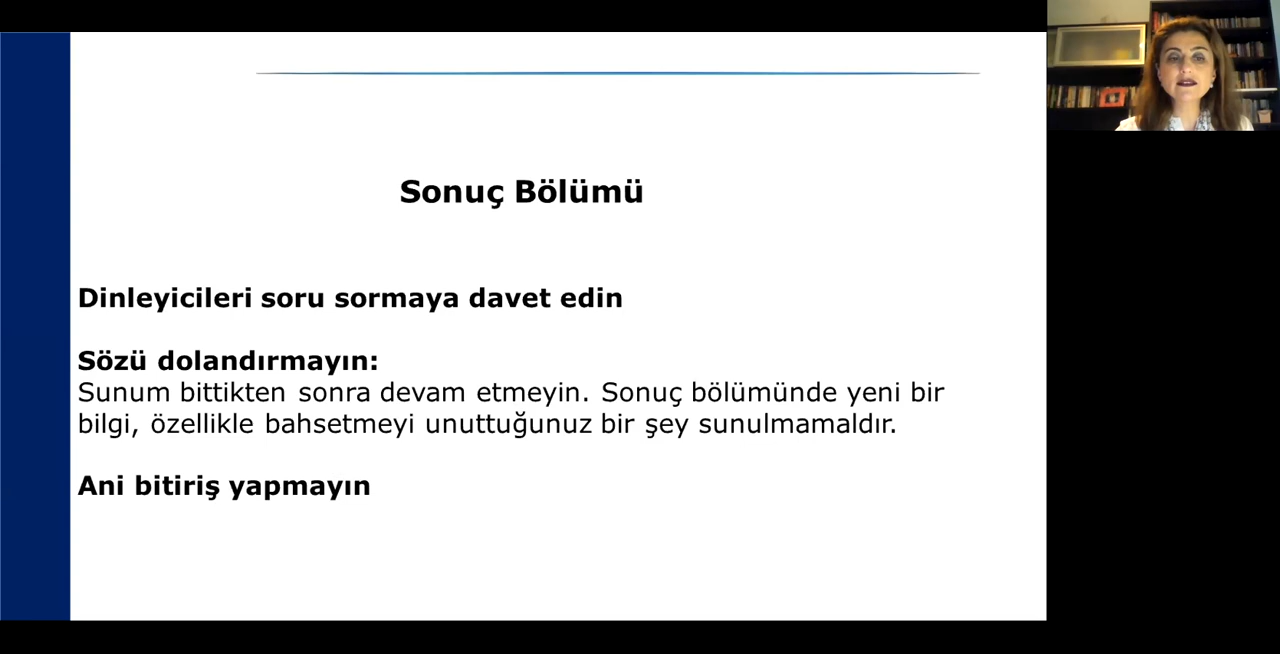 Sonuç Bölümü
Dinleyicileri soru sormaya davet edin
Sözü dolandırmayın:
Sunum bittikten sonra devam etmeyin. Sonuç bölümünde yeni bir
bilgi, özellikle bahsetmeyi unuttuğunuz bir şey sunulmamaldır.
Ani bitiriş yapmayın